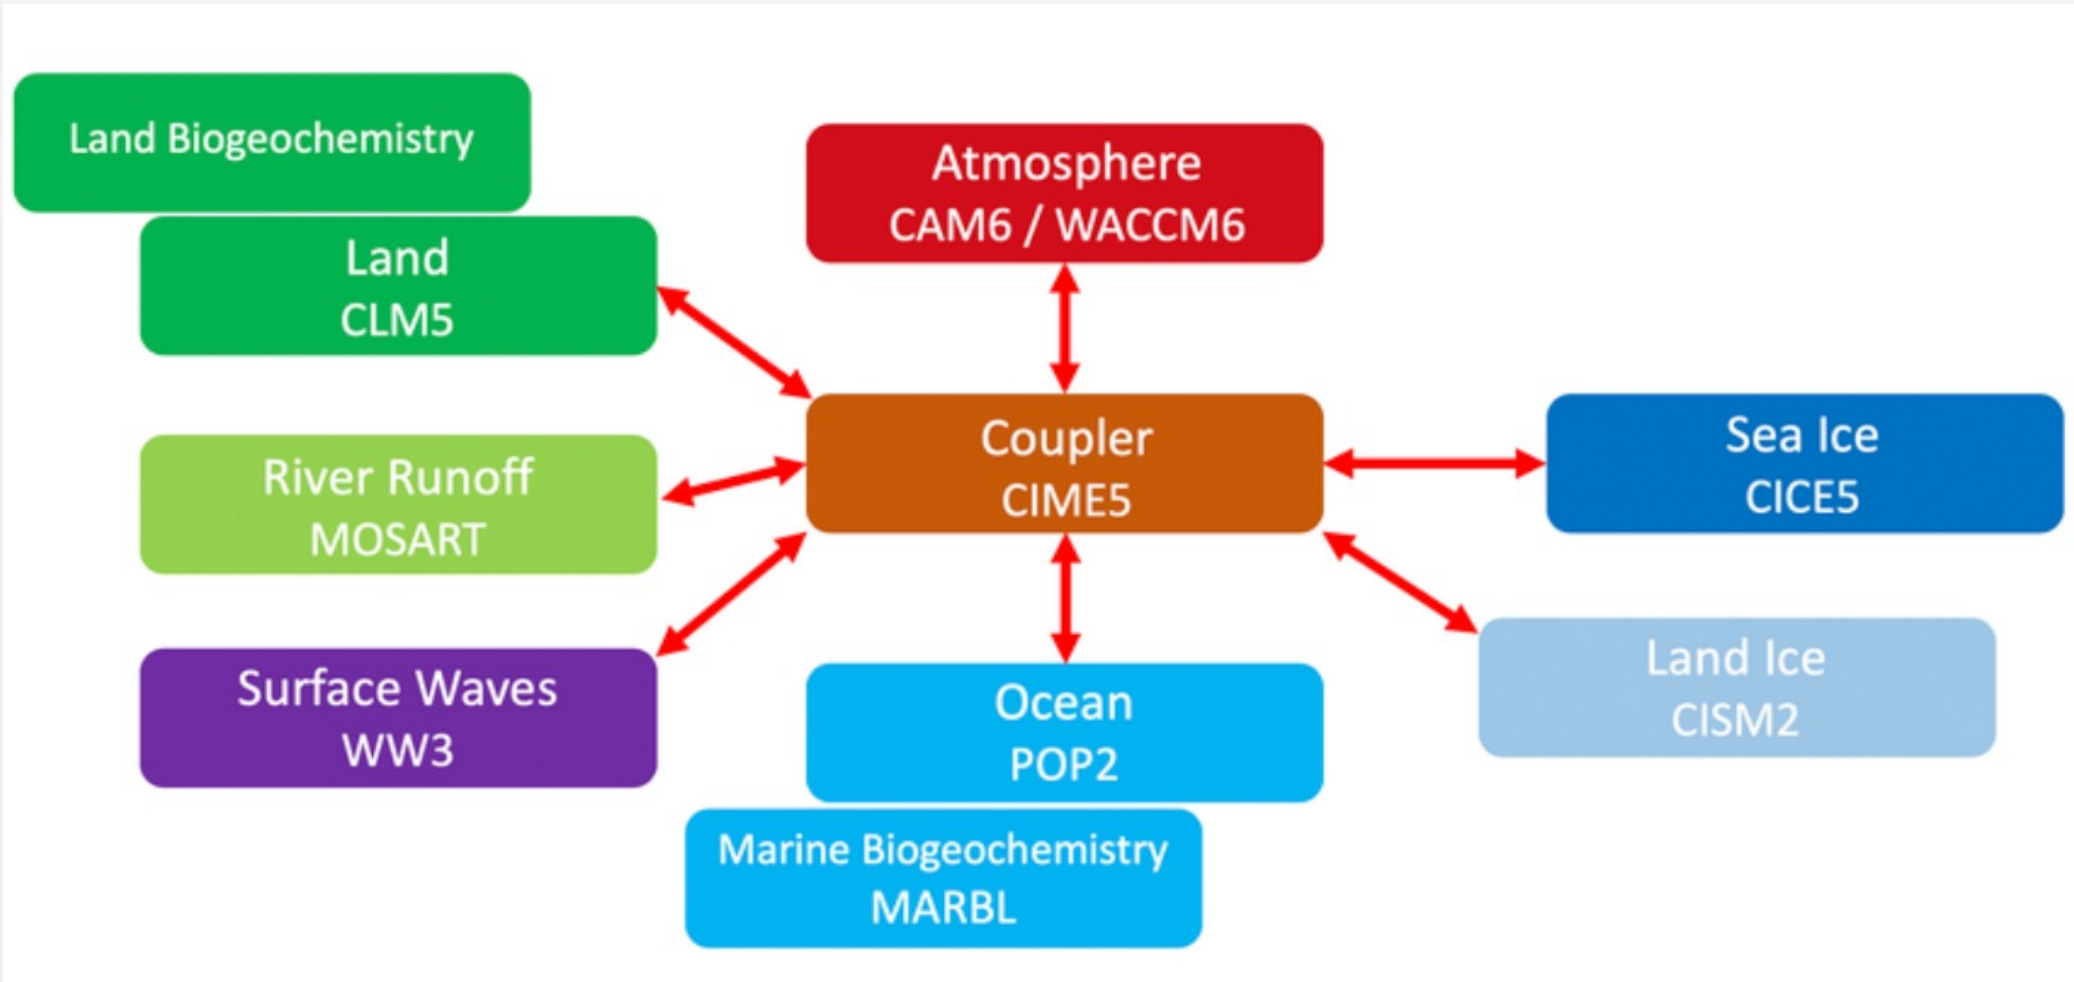 Land Biogeochemistry
Land
CLM5
Atmosphere
CAM6 / WACCM6
River Runoff
MOSART
Coupler
CIME5
Sea Ice
CICE5
Surface Waves
WW3
Ocean
POP2
Land Ice
CISM2
Marine Biogeochemistry
MARBL